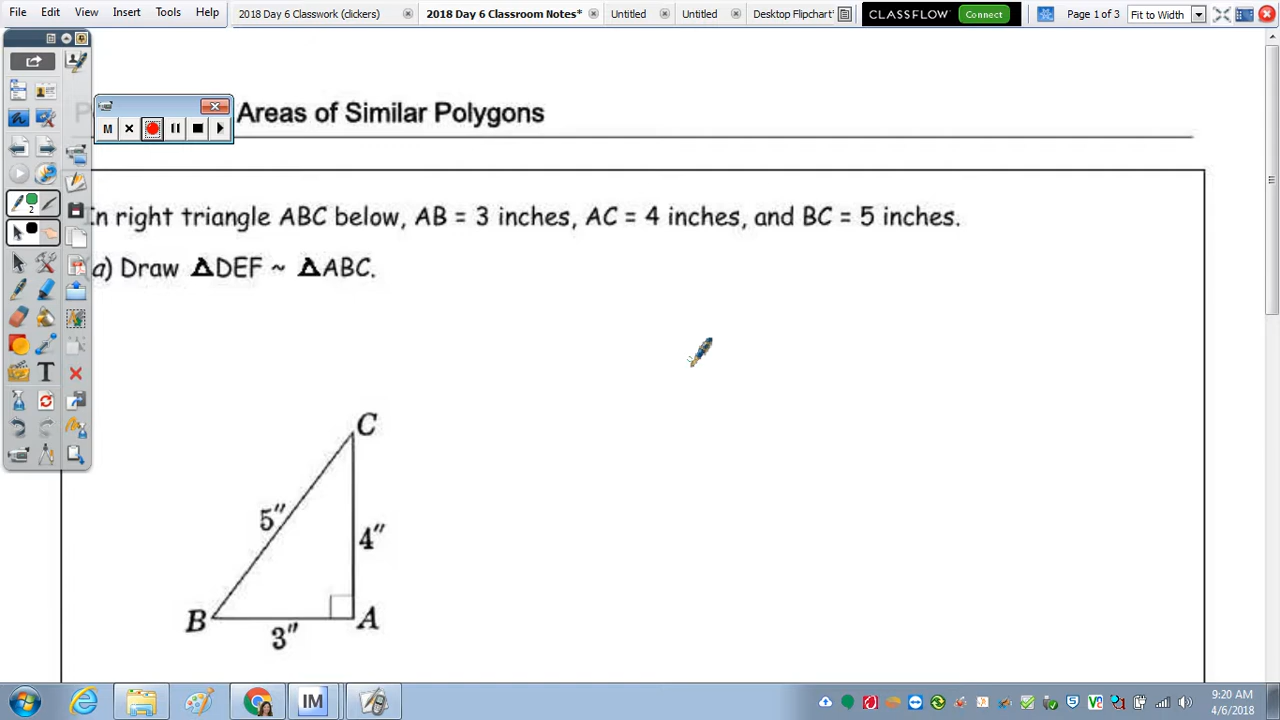 File Edit View Insert Tools Help
2018 Day 6 Classwork (clickers) 2018 Day 6 Classroom Notes* Untitled Untitled Desktop Flipchart* CLASSFLOW Connect Page 1 of 3 Fit to Width
M
Areas of Similar Polygons
2
In right triangle ABC below, AB = 3 inches, AC = 4 inches, and BC = 5 inches.
(a) Draw ΔDEF ~ ΔABC.
T
C
5″
4″
B
A
3″
IM
9:20 AM
4/6/2018